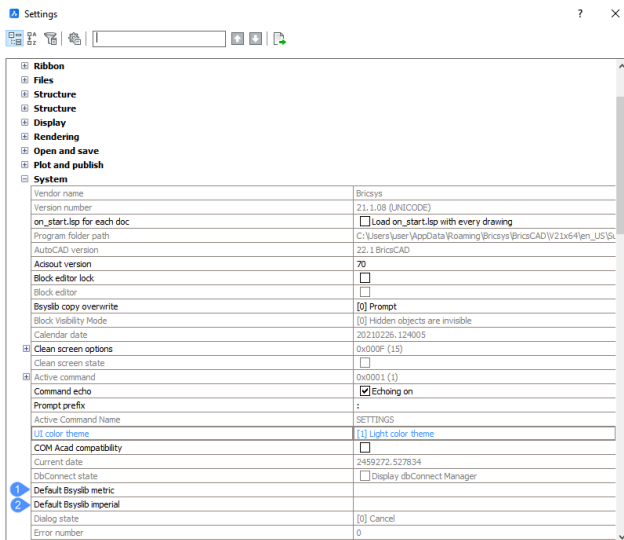 Settings
Ribbon
Files
Structure
Structure
Display
Rendering
Open and save
Plot and publish
System
Vendor name Bricsys
Version number 21.1.08 (UNICODE)
on_start.lsp for each doc Load on_start.lsp with every drawing
Program folder path C:\Users\user\AppData\Roaming\Bricsys\BricsCAD\V21x64\en_US\Su
AutoCAD version 22.1 BricsCAD
Acisout version 70
Block editor lock
Block editor
Bsyslib copy overwrite [0] Prompt
Block Visibility Mode [0] Hidden objects are invisible
Calendar date 20210226.124005
Clean screen options 0x000F (15)
Clean screen state
Active command 0x0001 (1)
Command echo Echoing on
Prompt prefix :
Active Command Name SETTINGS
UI color theme [1] Light color theme
COM Acad compatibility
Current date 2459272.527834
DbConnect state Display dbConnect Manager
1 Default Bsyslib metric
2 Default Bsyslib imperial
Dialog state [0] Cancel
Error number 0